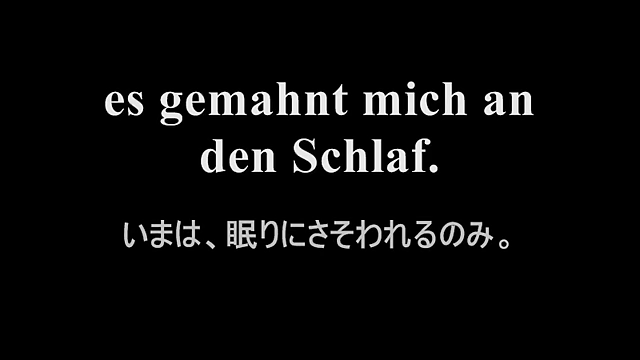 es gemahnt mich an
den Schlaf.
いまは、眠りにさそわれるのみ。